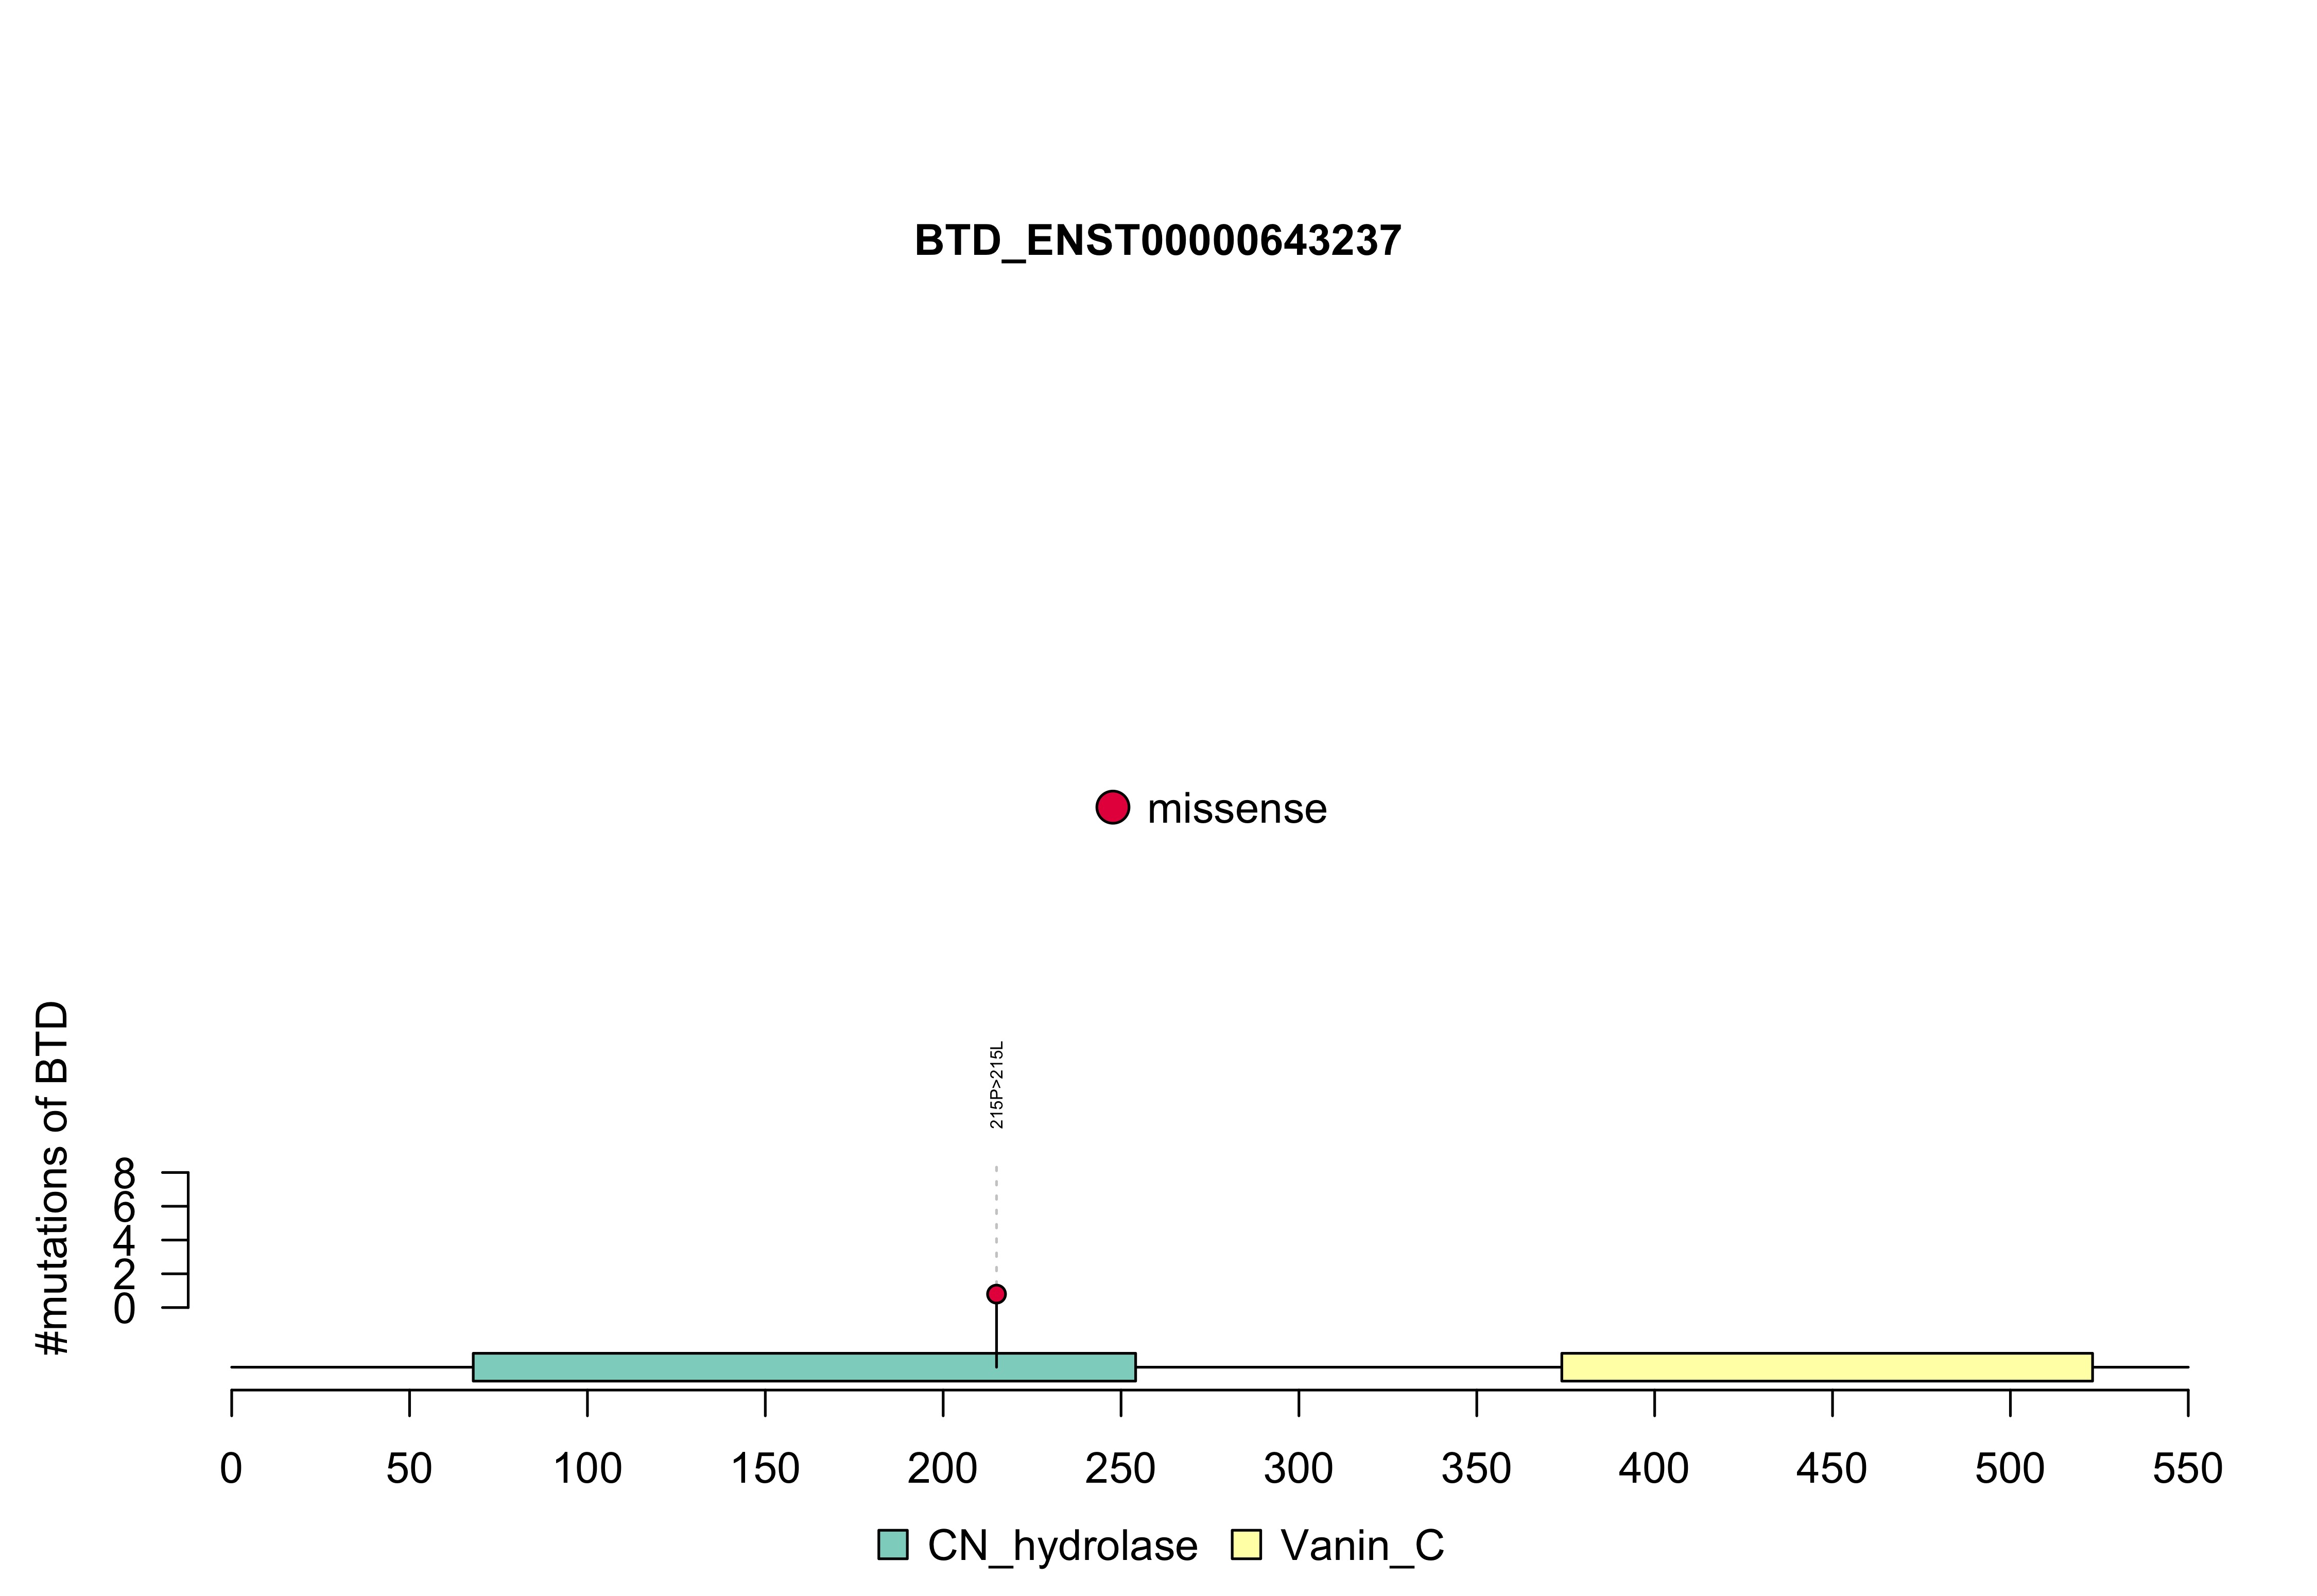 BTD_ENST00000643237
missense
#mutations of BTD
215P>215L
8
6
4
2
0
0 50 100 150 200 250 300 350 400 450 500 550
CN_hydrolase Vanin_C